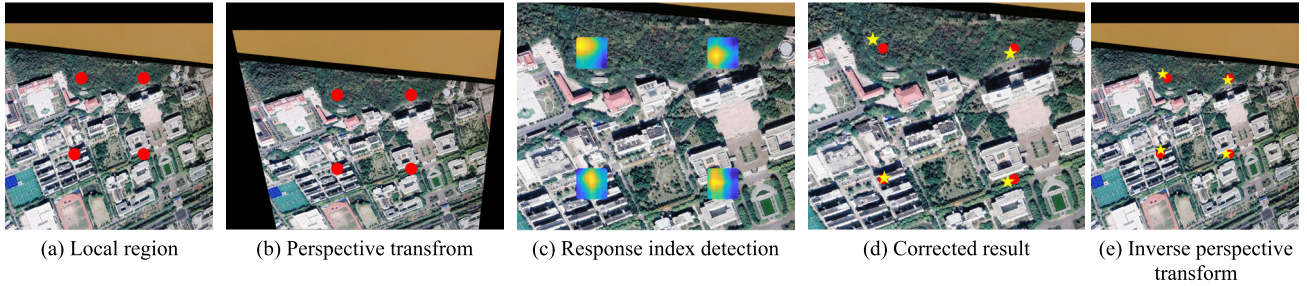 (a) Local region
(b) Perspective transfrom
(c) Response index detection
(d) Corrected result
(e) Inverse perspective
transform